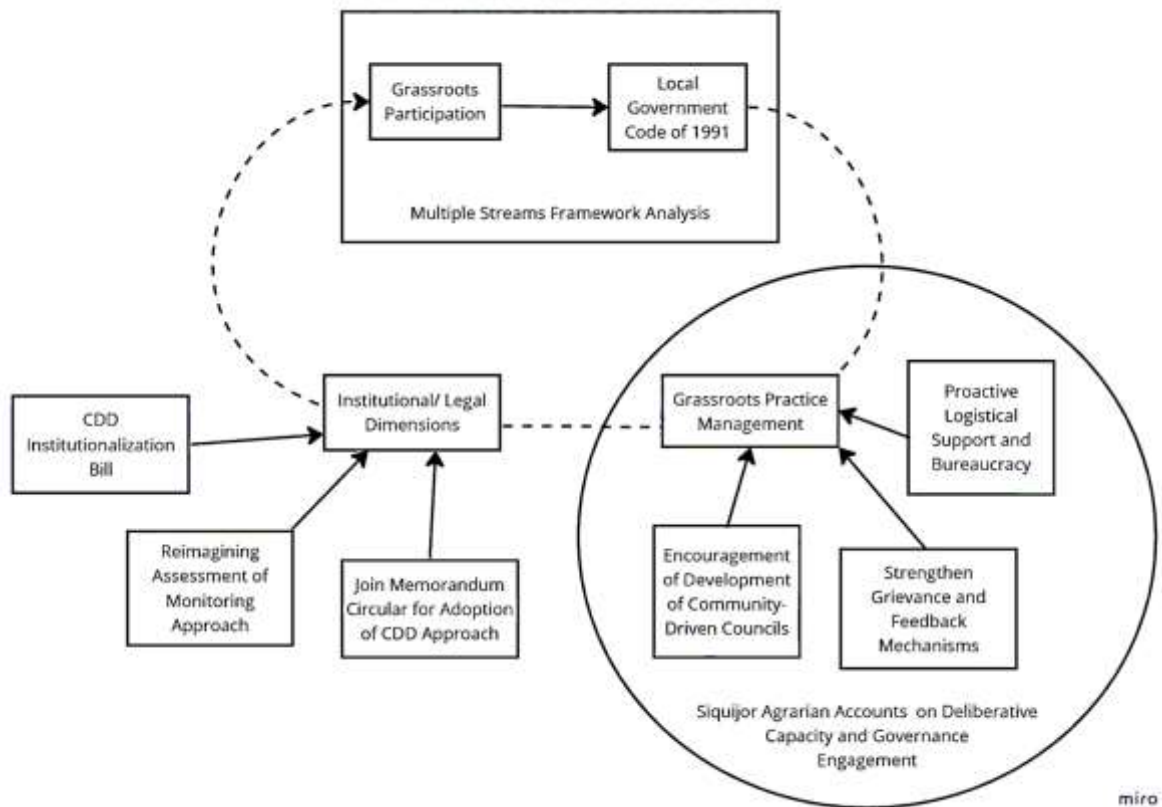 Grassroots
Participation
Local
Government
Code of 1991
Multiple Streams Framework Analysis
CDD
Institutionalization
Bill
Institutional/ Legal
Dimensions
Grassroots Practice
Management
Proactive
Logistical
Support and
Bureaucracy
Reimagining
Assessment of
Monitoring
Approach
Join Memorandum
Circular for Adoption
of CDD Approach
Encouragement
of Development
of Community-
Driven Councils
Strengthen
Grievance and
Feedback
Mechanisms
Siquijor Agrarian Accounts on Deliberative
Capacity and Governance
Engagement
miro